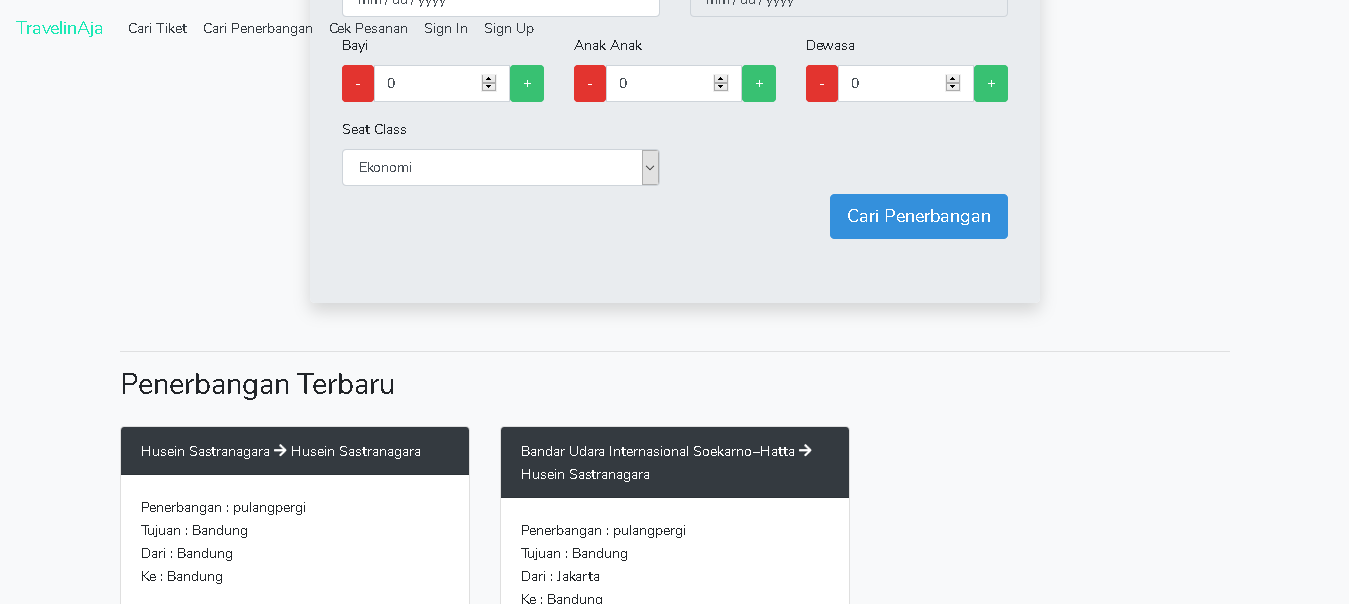 mm / dd / yyyy mm / dd / yyyy
TravelinAja Cari Tiket Cari Penerbangan Cek Pesanan Sign In Sign Up
Bayi Anak Anak Dewasa
- 0 + - 0 + - 0 +
Seat Class
Ekonomi
Cari Penerbangan
Penerbangan Terbaru
Husein Sastranagara → Husein Sastranagara
Penerbangan : pulangpergi
Tujuan : Bandung
Dari : Bandung
Ke : Bandung
Bandar Udara Internasional Soekarno–Hatta →
Husein Sastranagara
Penerbangan : pulangpergi
Tujuan : Bandung
Dari : Jakarta
Ke : Bandung